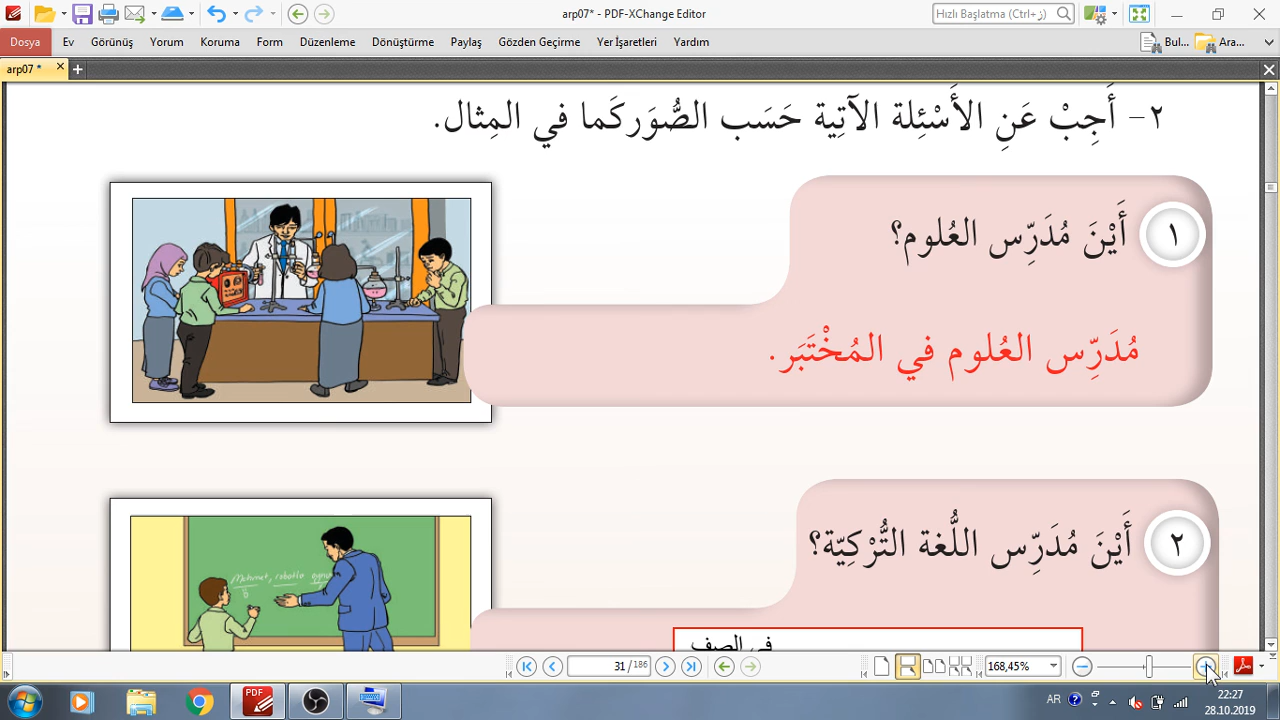 arp07* - PDF-XChange Editor
Hızlı Başlatma (Ctrl+ز)
Dosya Ev Görünüş Yorum Koruma Form Düzenleme Dönüştürme Paylaş Gözden Geçirme Yer İşaretleri Yardım Bul... Ara...
arp07 *
٢- أَجِبْ عَنِ الأَسْئِلة الآتِية حَسَب الصُّوَر كَما في المِثال.
١ أَيْنَ مُدَرِّس العُلوم؟
مُدَرِّس العُلوم في المُخْتَبَر.
٢ أَيْنَ مُدَرِّس اللُّغة التُّرْكِيّة؟
Mehmet, robotla
في الصف
31 / 186
168,45%
AR
22:27
28.10.2019